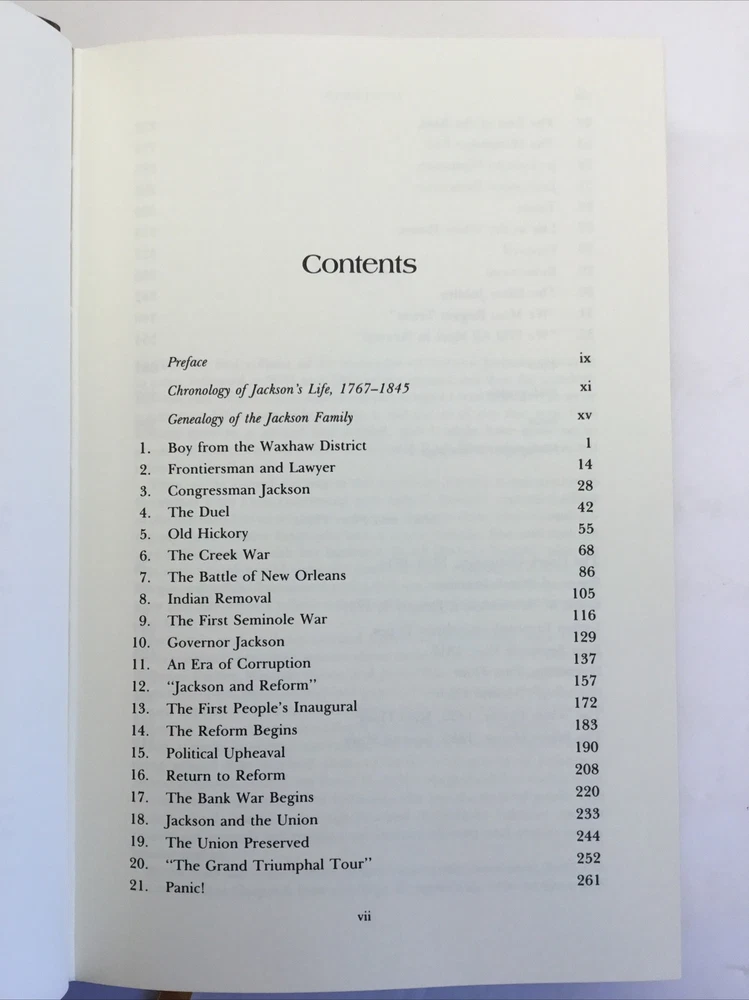 Contents
Preface ix
Chronology of Jackson's Life, 1767–1845 xi
Genealogy of the Jackson Family xv
1. Boy from the Waxhaw District 1
2. Frontiersman and Lawyer 14
3. Congressman Jackson 28
4. The Duel 42
5. Old Hickory 55
6. The Creek War 68
7. The Battle of New Orleans 86
8. Indian Removal 105
9. The First Seminole War 116
10. Governor Jackson 129
11. An Era of Corruption 137
12. "Jackson and Reform" 157
13. The First People's Inaugural 172
14. The Reform Begins 183
15. Political Upheaval 190
16. Return to Reform 208
17. The Bank War Begins 220
18. Jackson and the Union 233
19. The Union Preserved 244
20. "The Grand Triumphal Tour" 252
21. Panic! 261
vii